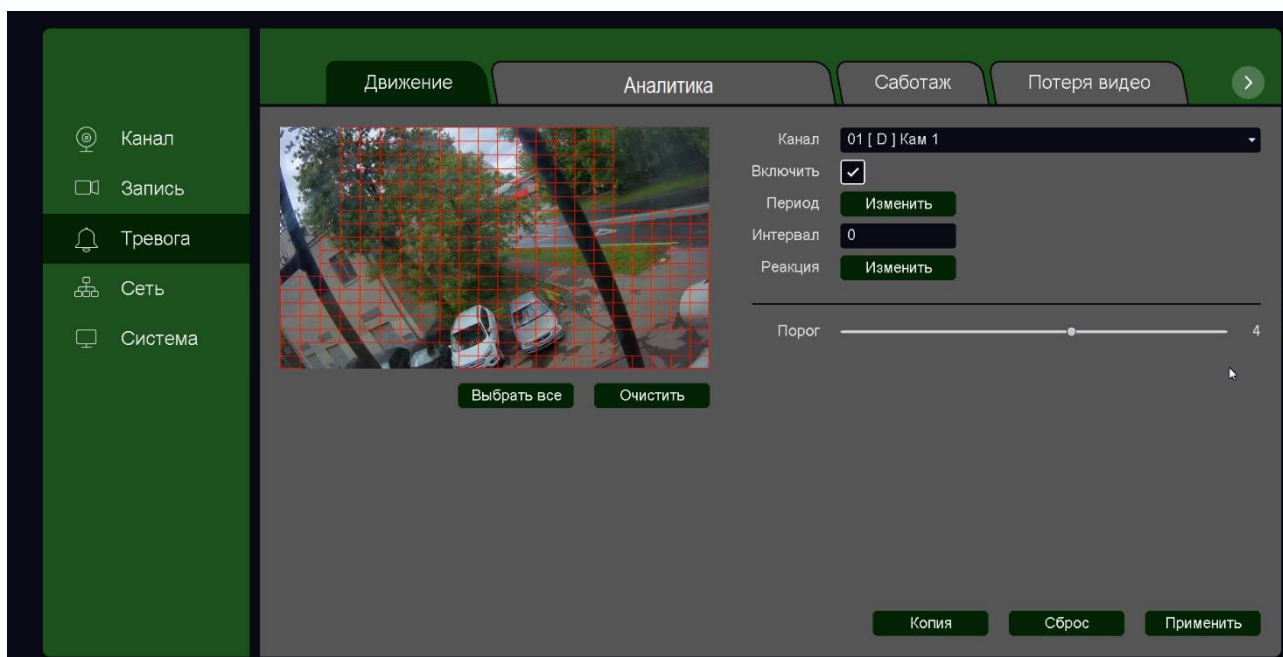 Движение Аналитика Саботаж Потеря видео
Канал
Запись
Тревога
Сеть
Система
Канал 01 [ D ] Кам 1
Включить
Период Изменить
Интервал 0
Реакция Изменить
Порог 4
Выбрать все Очистить
Копия Сброс Применить